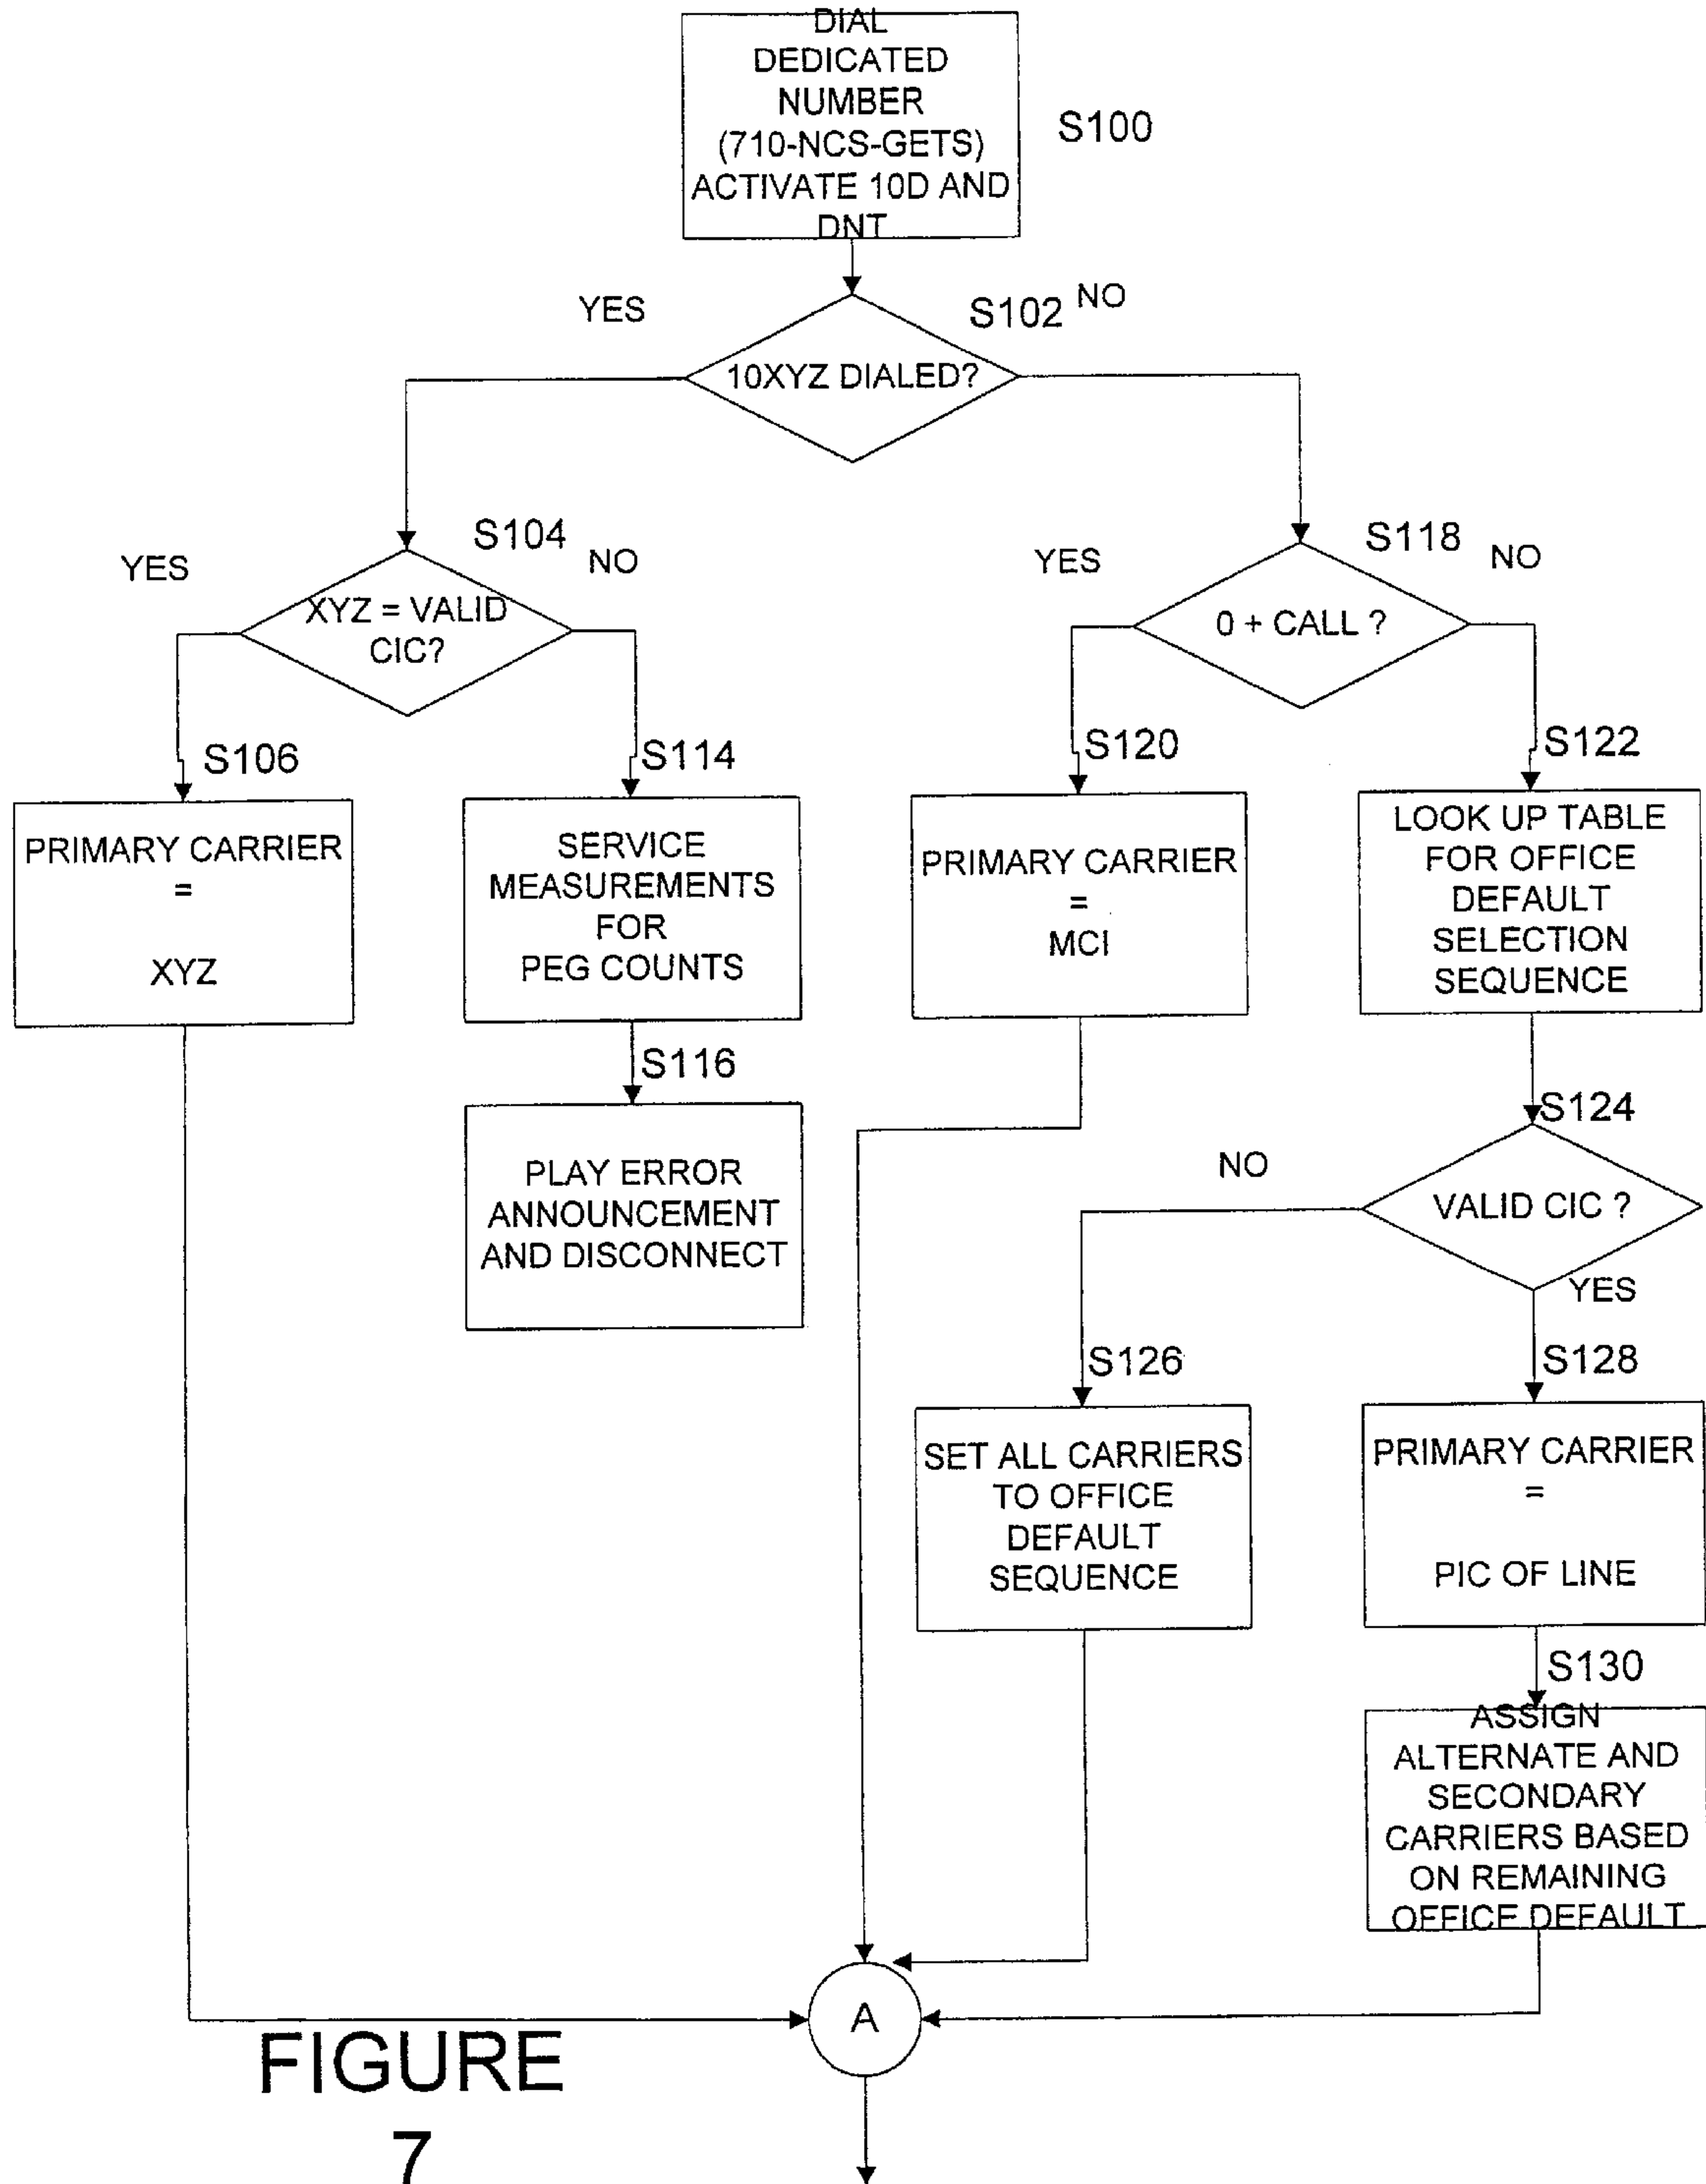 DIAL
DEDICATED
NUMBER
(710-NCS-GETS)
ACTIVATE 10D AND
DNT
S100
YES
S102
NO
10XYZ DIALED?
YES
S104
NO
XYZ = VALID
CIC?
YES
S118
NO
0 + CALL ?
S106
PRIMARY CARRIER
=
XYZ
S114
SERVICE
MEASUREMENTS
FOR
PEG COUNTS
S120
PRIMARY CARRIER
=
MCI
S122
LOOK UP TABLE
FOR OFFICE
DEFAULT
SELECTION
SEQUENCE
S116
PLAY ERROR
ANNOUNCEMENT
AND DISCONNECT
S124
NO
VALID CIC ?
YES
S126
SET ALL CARRIERS
TO OFFICE
DEFAULT
SEQUENCE
S128
PRIMARY CARRIER
=
PIC OF LINE
S130
ASSIGN
ALTERNATE AND
SECONDARY
CARRIERS BASED
ON REMAINING
OFFICE DEFAULT
A
FIGURE
7